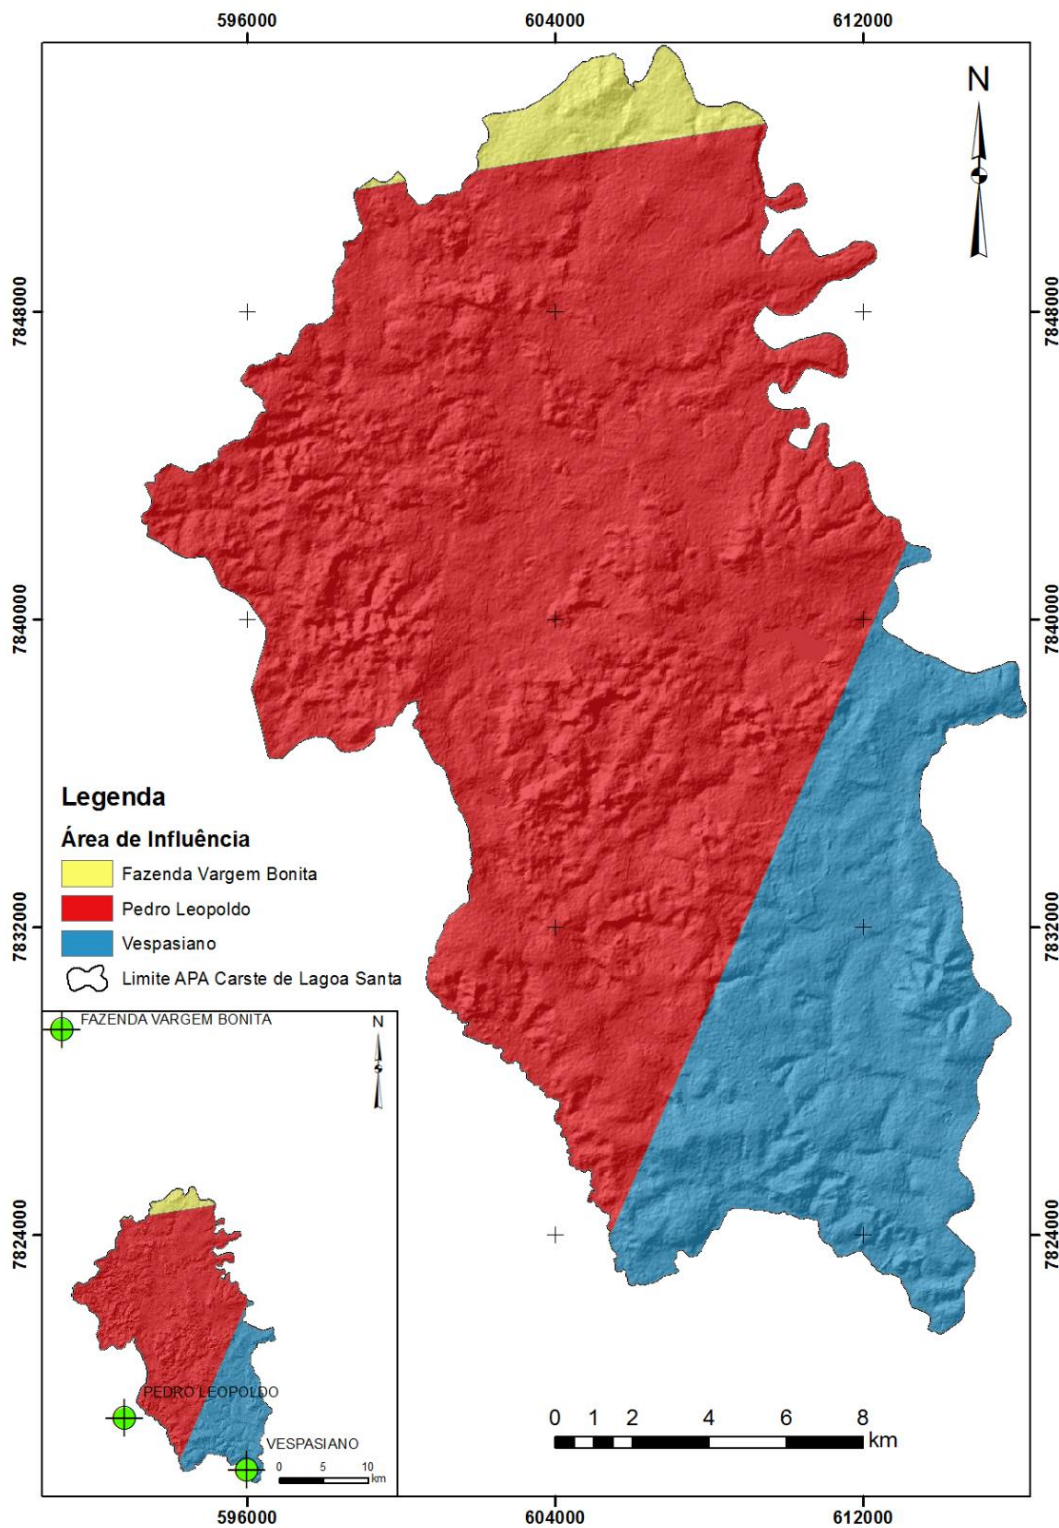 596000 604000 612000
N
7848000 7848000
7840000 7840000
Legenda
Área de Influência
Fazenda Vargem Bonita
Pedro Leopoldo
Vespasiano
Limite APA Carste de Lagoa Santa
7832000 7832000
FAZENDA VARGEM BONITA
N
7824000 7824000
PEDRO LEOPOLDO
VESPASIANO
0 5 10
km
0 1 2 4 6 8
km
596000 604000 612000